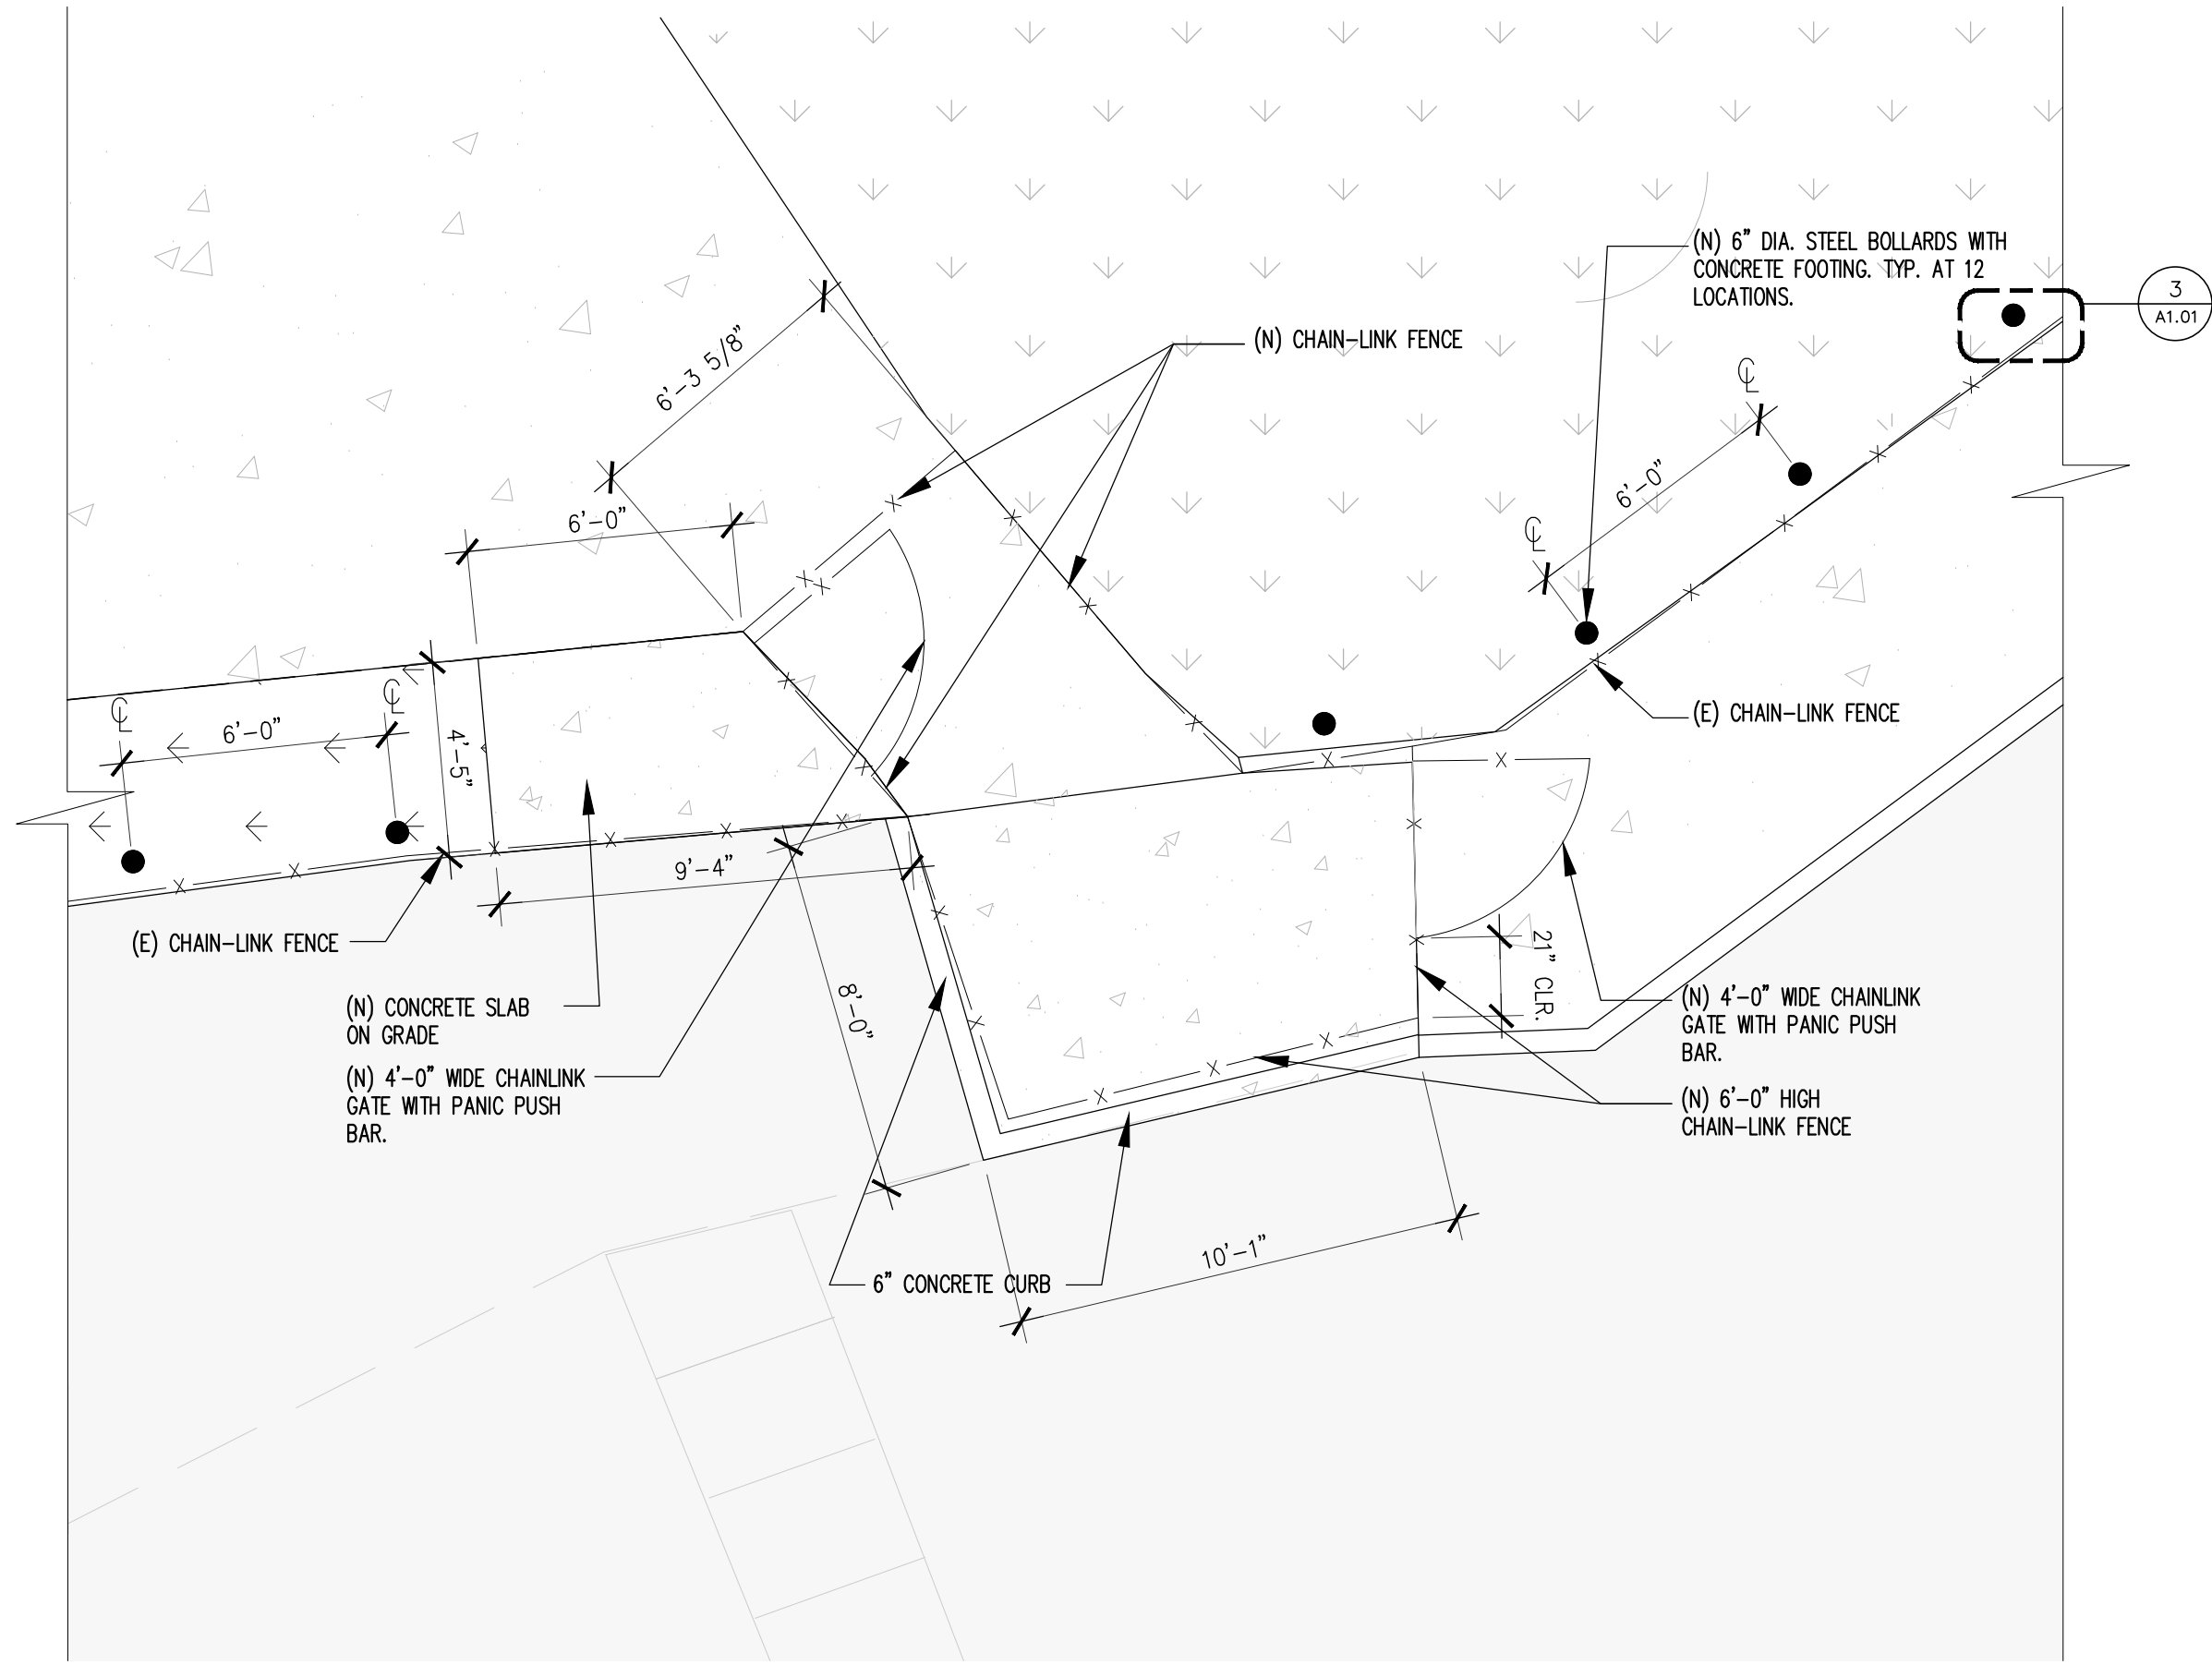 (N) 6" DIA. STEEL BOLLARDS WITH
CONCRETE FOOTING. TYP. AT 12
LOCATIONS.
3
A1.01
(N) CHAIN-LINK FENCE
6'-3 5/8"
℄
6'-0"
6'-0"
℄
℄
℄
6'-0"
4'-5"
(E) CHAIN-LINK FENCE
9'-4"
(E) CHAIN-LINK FENCE
21" CLR.
8'-0"
(N) CONCRETE SLAB
ON GRADE
(N) 4'-0" WIDE CHAINLINK
GATE WITH PANIC PUSH
BAR.
(N) 4'-0" WIDE CHAINLINK
GATE WITH PANIC PUSH
BAR.
(N) 6'-0" HIGH
CHAIN-LINK FENCE
10'-1"
6" CONCRETE CURB